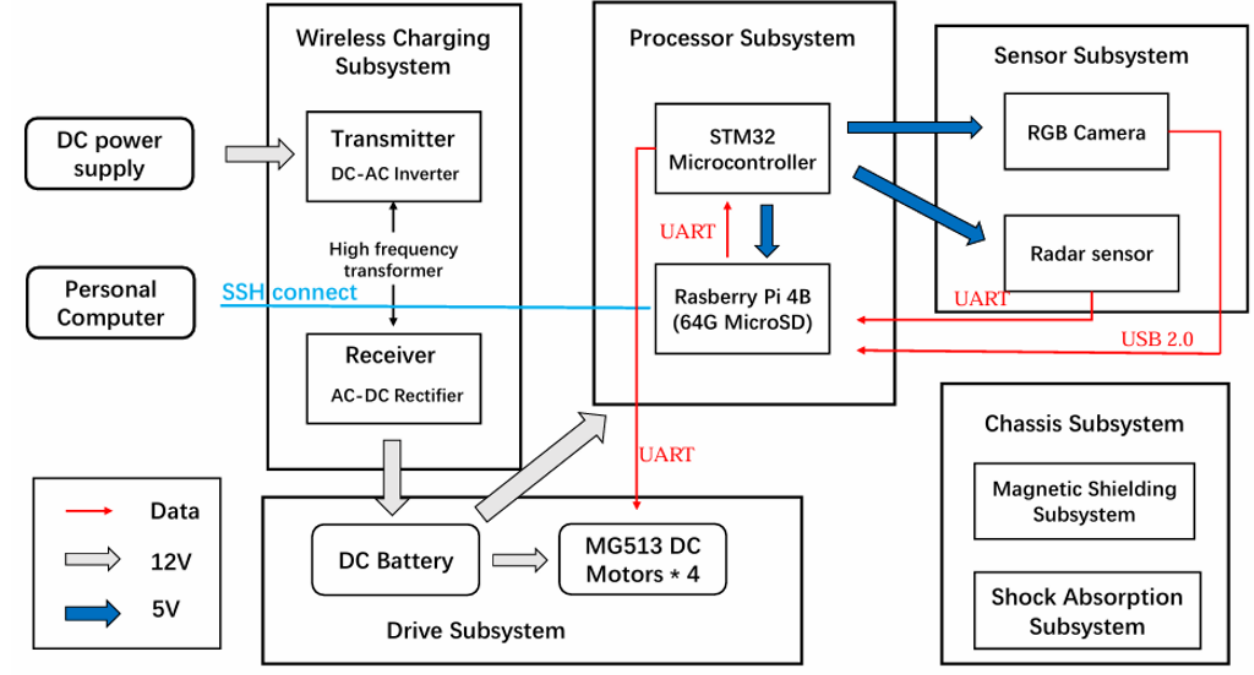 Wireless Charging
Subsystem
Processor Subsystem
Sensor Subsystem
DC power
supply
Transmitter
DC-AC Inverter
STM32
Microcontroller
RGB Camera
High frequency
transformer
UART
Radar sensor
Personal
Computer
SSH connect
Rasberry Pi 4B
(64G MicroSD)
UART
USB 2.0
Receiver
AC-DC Rectifier
UART
Chassis Subsystem
Magnetic Shielding
Subsystem
Shock Absorption
Subsystem
Data
12V
5V
DC Battery
MG513 DC
Motors * 4
Drive Subsystem